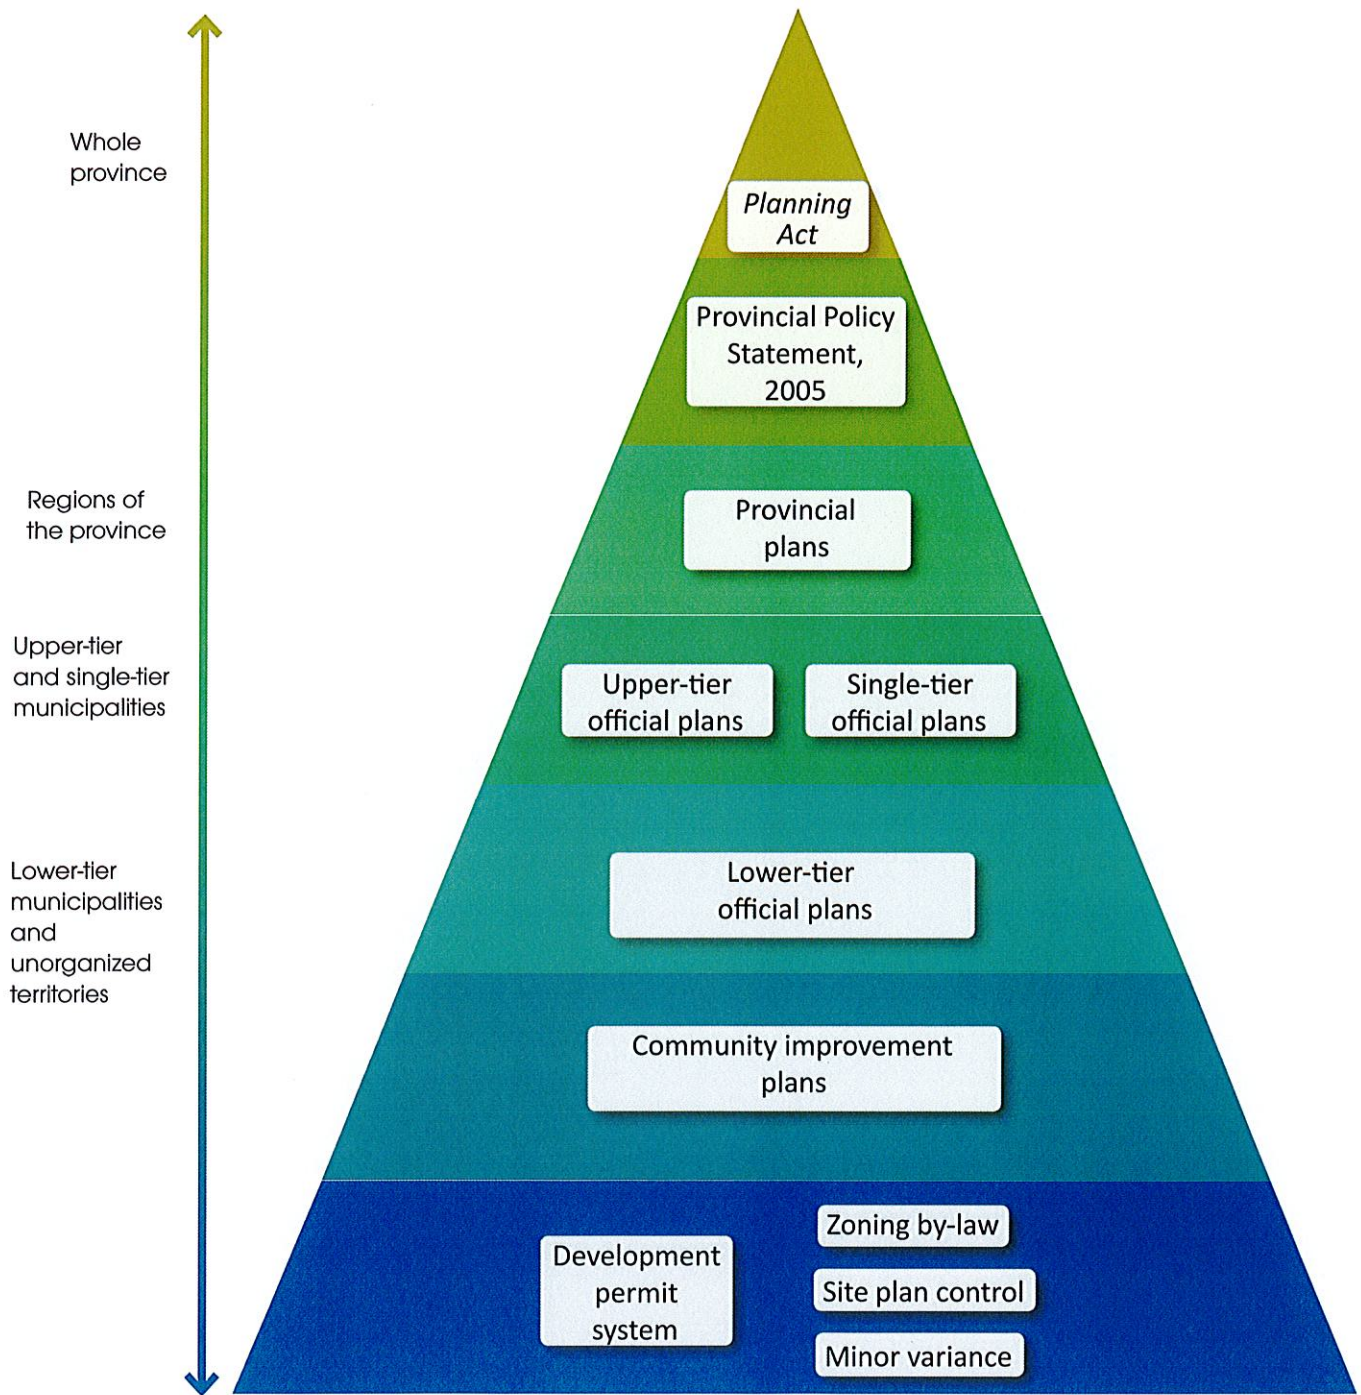 Whole
province
Planning
Act
Provincial Policy
Statement,
2005
Regions of
the province
Provincial
plans
Upper-tier
and single-tier
municipalities
Upper-tier
official plans
Single-tier
official plans
Lower-tier
municipalities
and
unorganized
territories
Lower-tier
official plans
Community improvement
plans
Development
permit
system
Zoning by-law
Site plan control
Minor variance